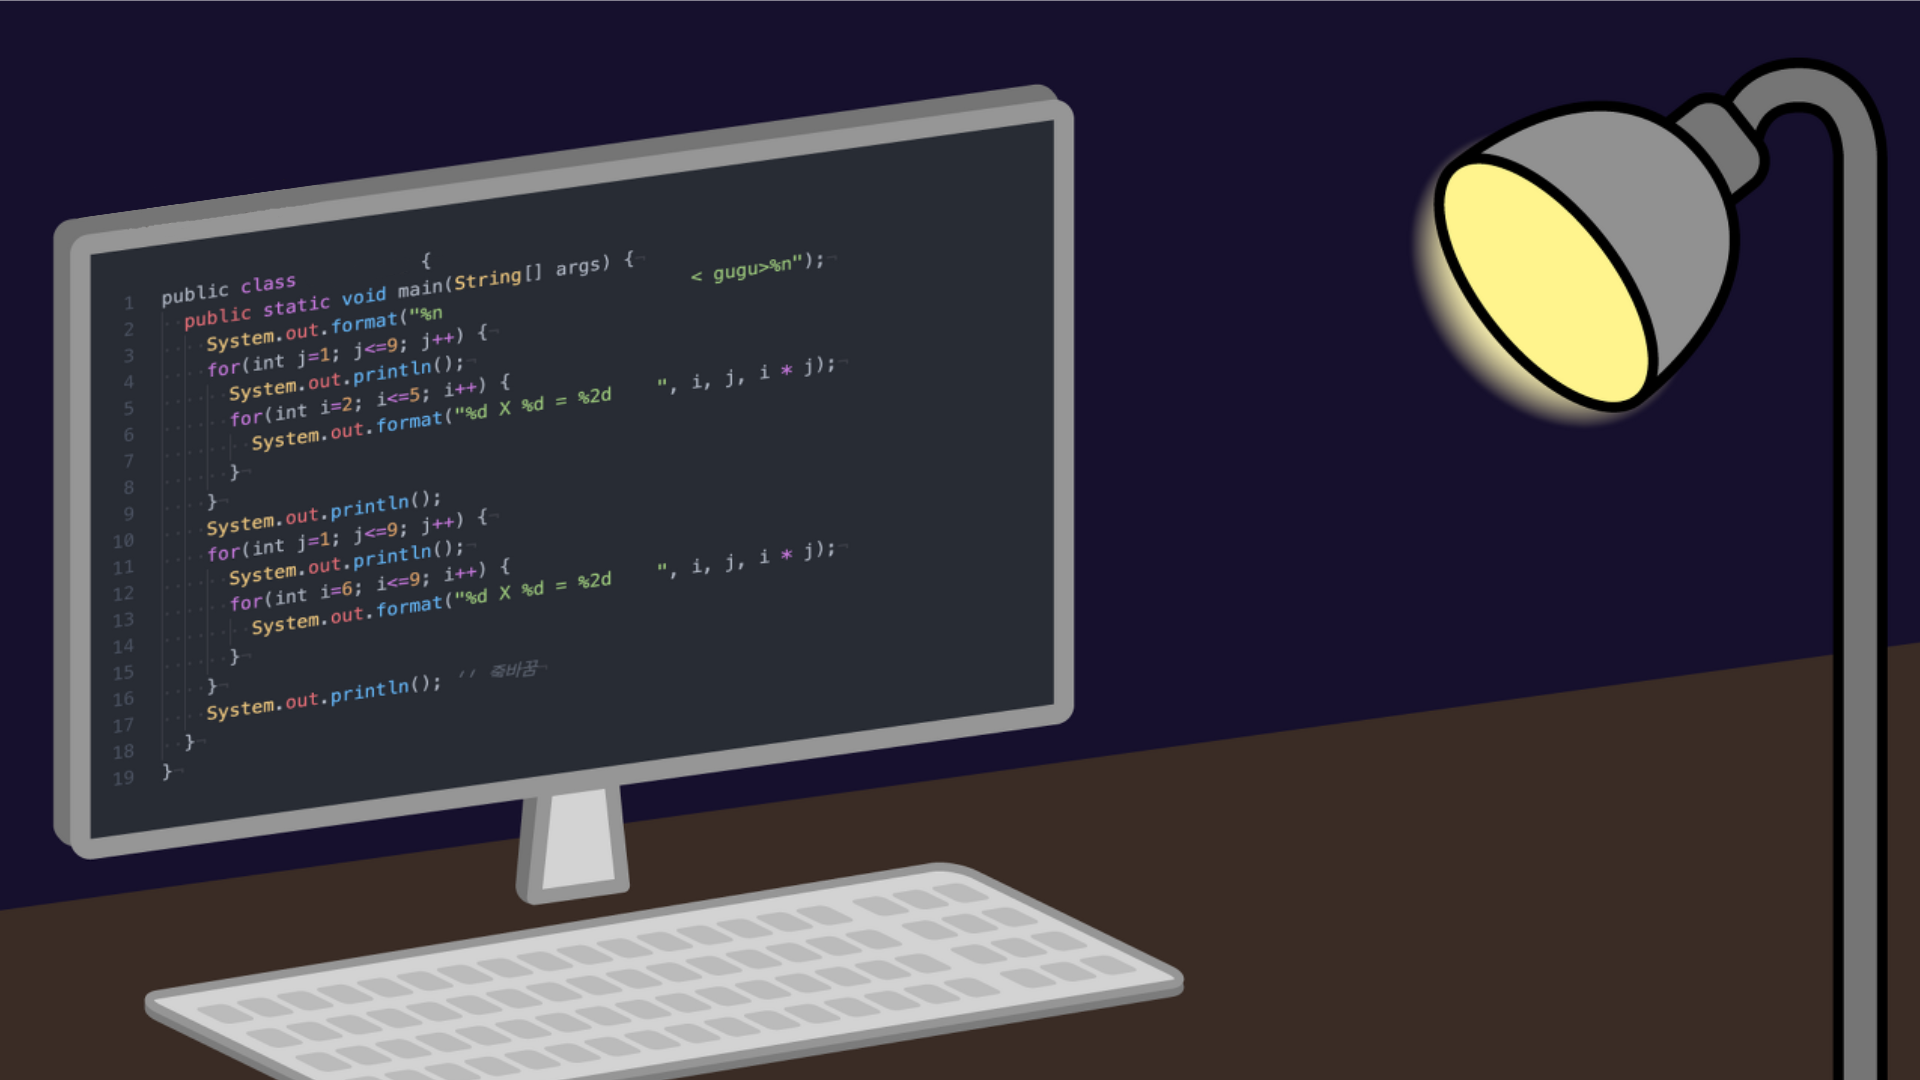 1 public class {
2 public static void main(String[] args) {
3 System.out.format("%n < gugu>%n");
4 for(int j=1; j<=9; j++) {
5 System.out.println();
6 for(int i=2; i<=5; i++) {
7 System.out.format("%d X %d = %2d ", i, j, i * j);
8 }
9 }
10 System.out.println();
11 for(int j=1; j<=9; j++) {
12 System.out.println();
13 for(int i=6; i<=9; i++) {
14 System.out.format("%d X %d = %2d ", i, j, i * j);
15 }
16 }
17 System.out.println(); // 죽바꿈
18 }
19 }